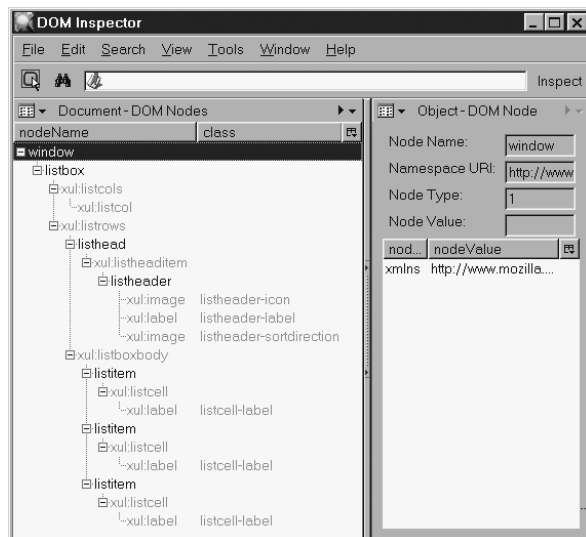 DOM Inspector
File Edit Search View Tools Window Help
Inspect
Document - DOM Nodes
nodeName class
window
listbox
xul:listcols
xul:listcol
xul:listrows
listhead
xul:listheaditem
listheader
xul:image listheader-icon
xul:label listheader-label
xul:image listheader-sortdirection
xul:listboxbody
listitem
xul:listcell
xul:label listcell-label
listitem
xul:listcell
xul:label listcell-label
listitem
xul:listcell
xul:label listcell-label
Object - DOM Node
Node Name: window
Namespace URI: http://www
Node Type: 1
Node Value:
nod... nodeValue
xmlns http://www.mozilla....